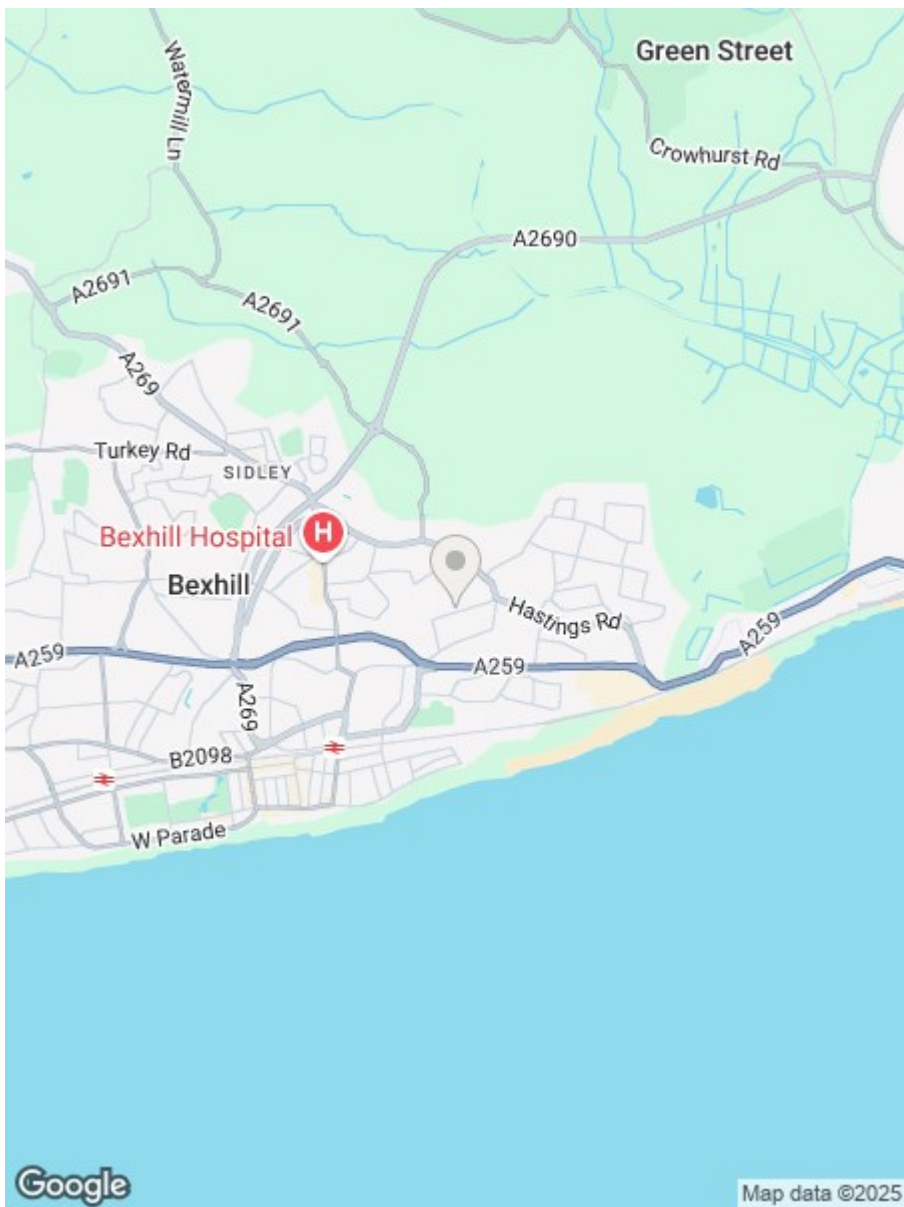 Green Street
Watermill Ln
Crowhurst Rd
A2690
A2691
A2691
A269
Turkey Rd
SIDLEY
Bexhill Hospital
H
Bexhill
Hastings Rd
A259
A259
A259
A269
B2098
W Parade
Google
Map data ©2025